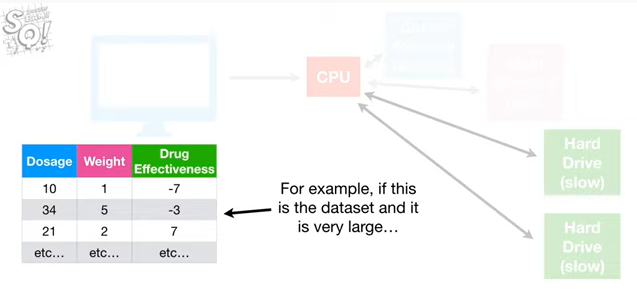 SQ!
CPU
Hard
Drive
(slow)
Hard
Drive
(slow)
Dosage Weight Drug Effectiveness
10 1 -7
34 5 -3
21 2 7
etc… etc… etc…
For example, if this
is the dataset and it
is very large…